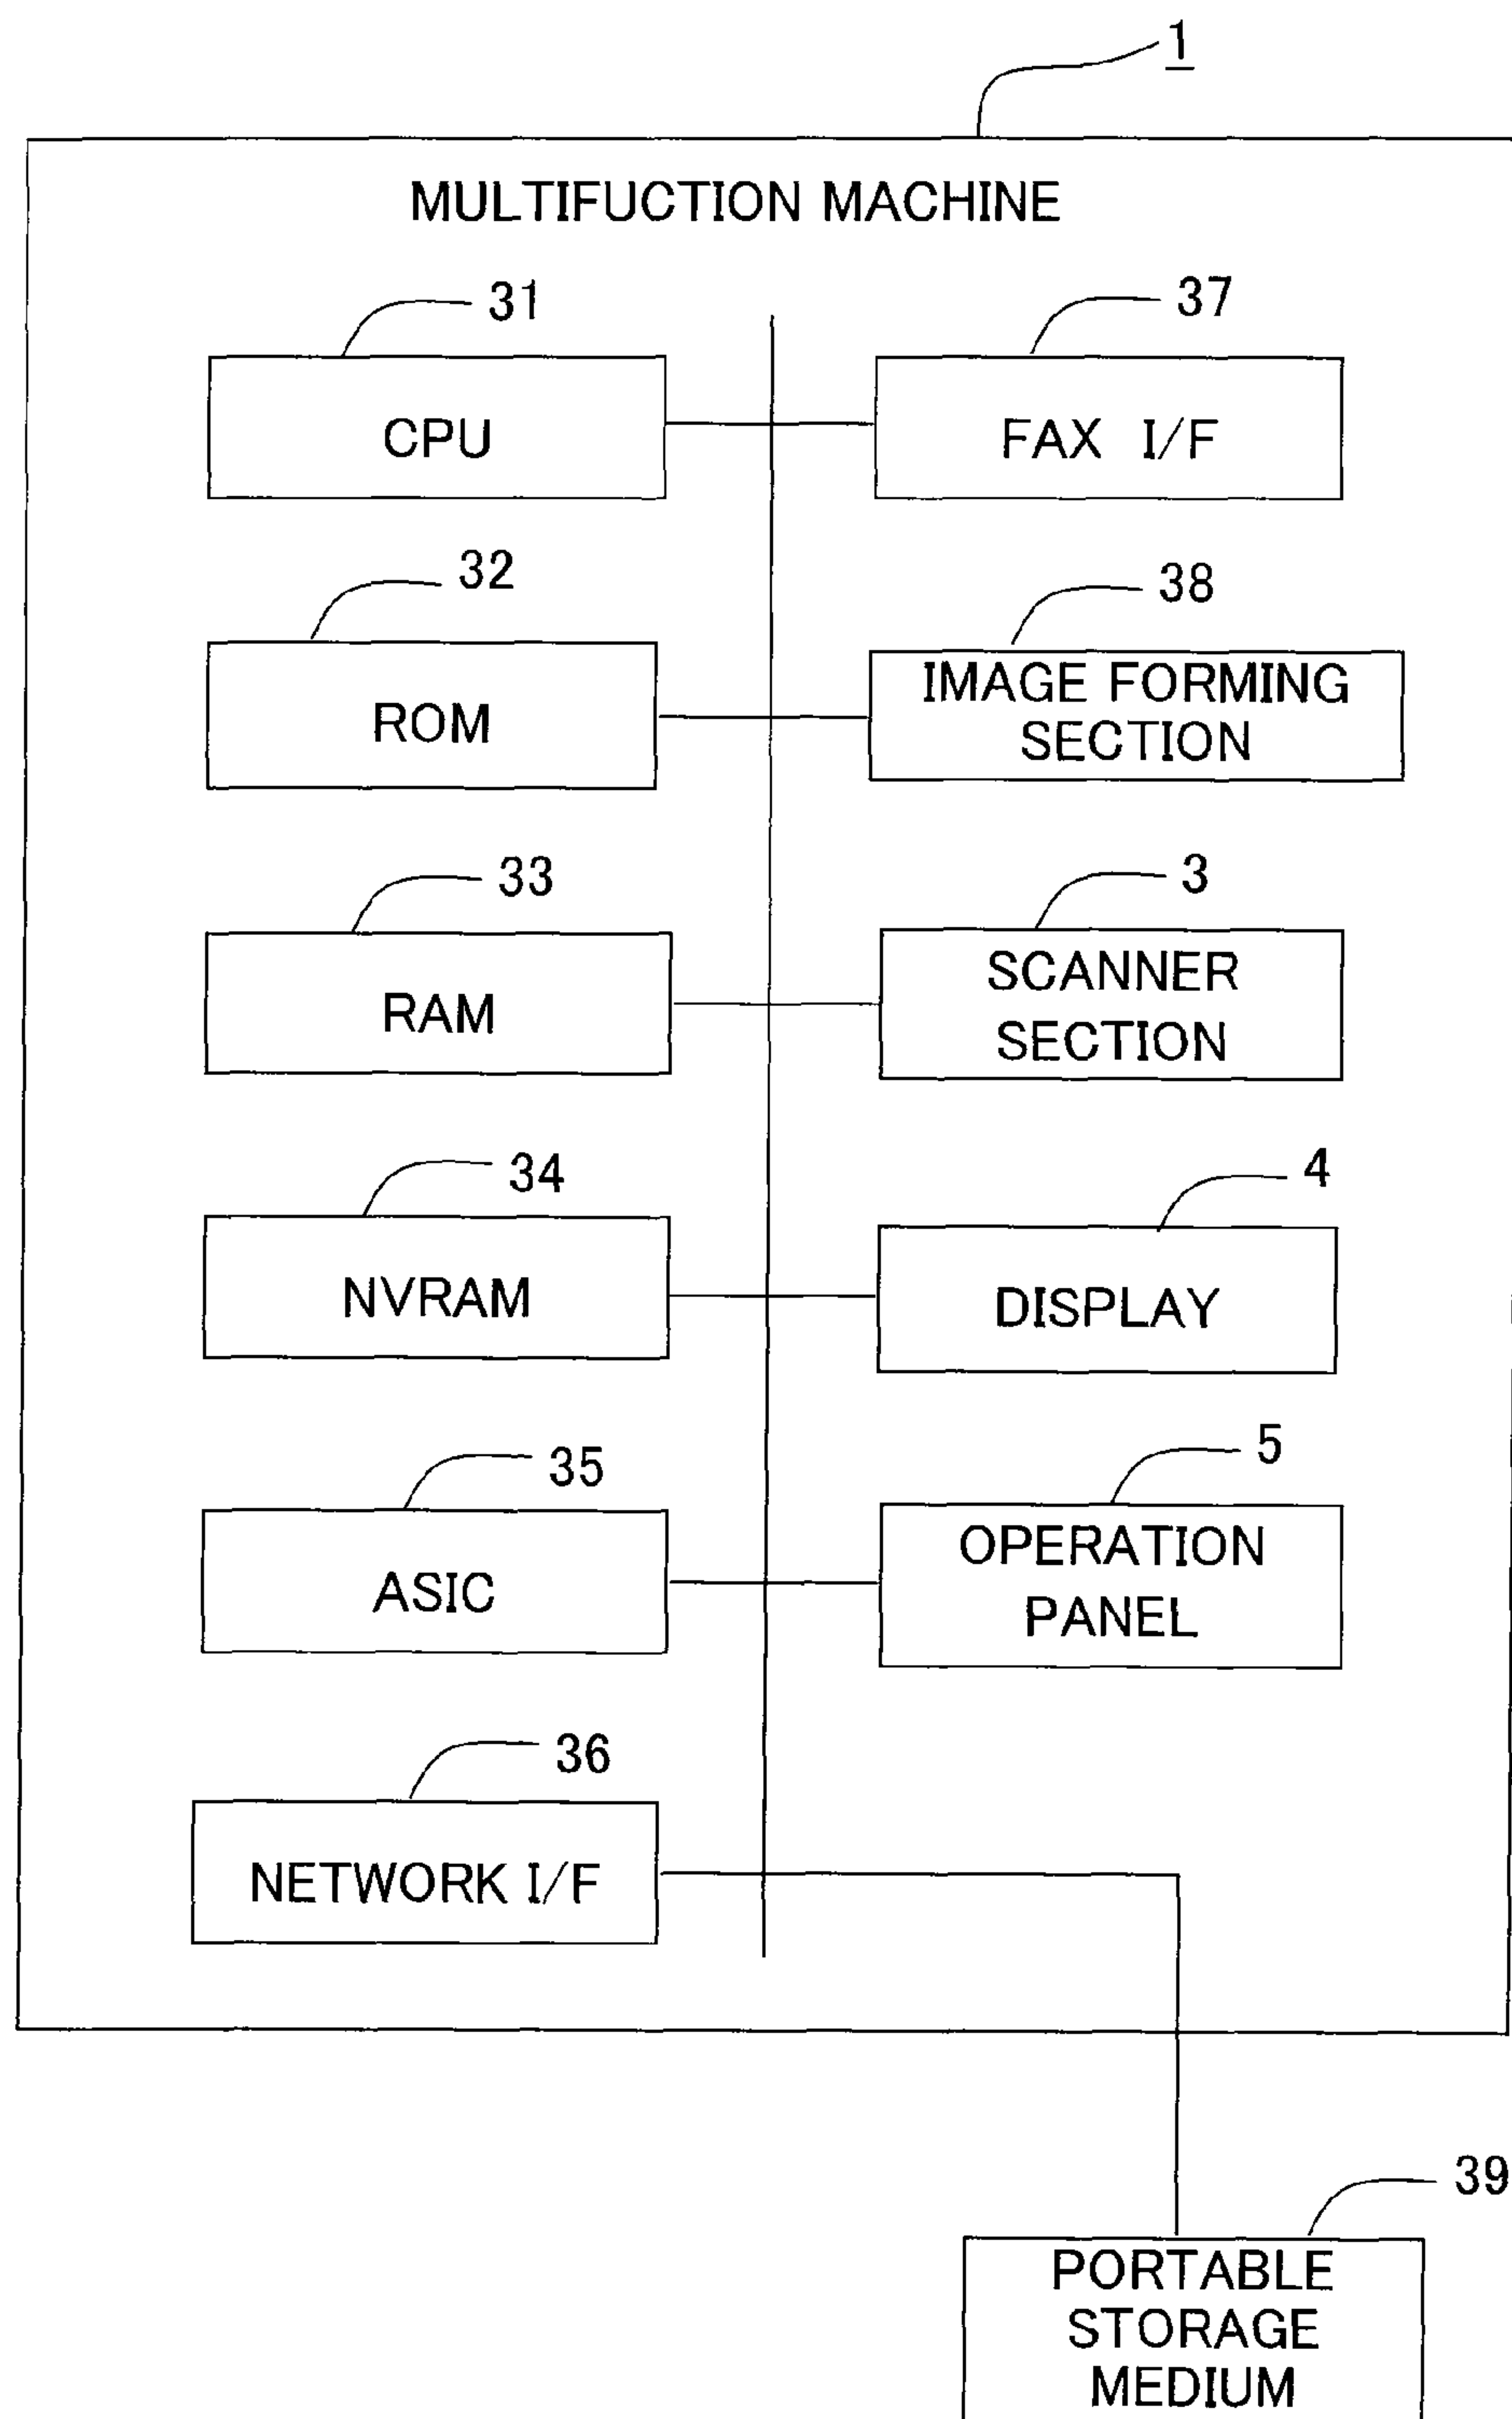 1
MULTIFUCTION MACHINE
31
37
CPU
FAX I/F
32
38
ROM
IMAGE FORMING
SECTION
33
3
RAM
SCANNER
SECTION
34
4
NVRAM
DISPLAY
35
5
ASIC
OPERATION
PANEL
36
NETWORK I/F
39
PORTABLE
STORAGE
MEDIUM